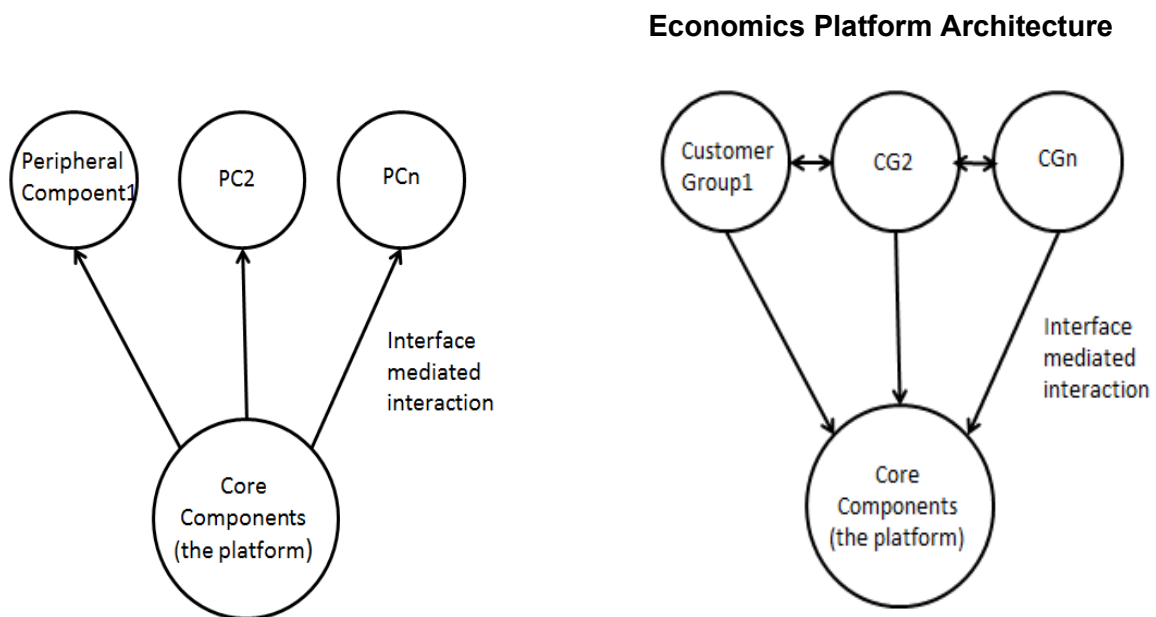 Economics Platform Architecture
Peripheral
Compoent1
PC2
PCn
Interface
mediated
interaction
Core
Components
(the platform)
Customer
Group1
CG2
CGn
Interface
mediated
interaction
Core
Components
(the platform)